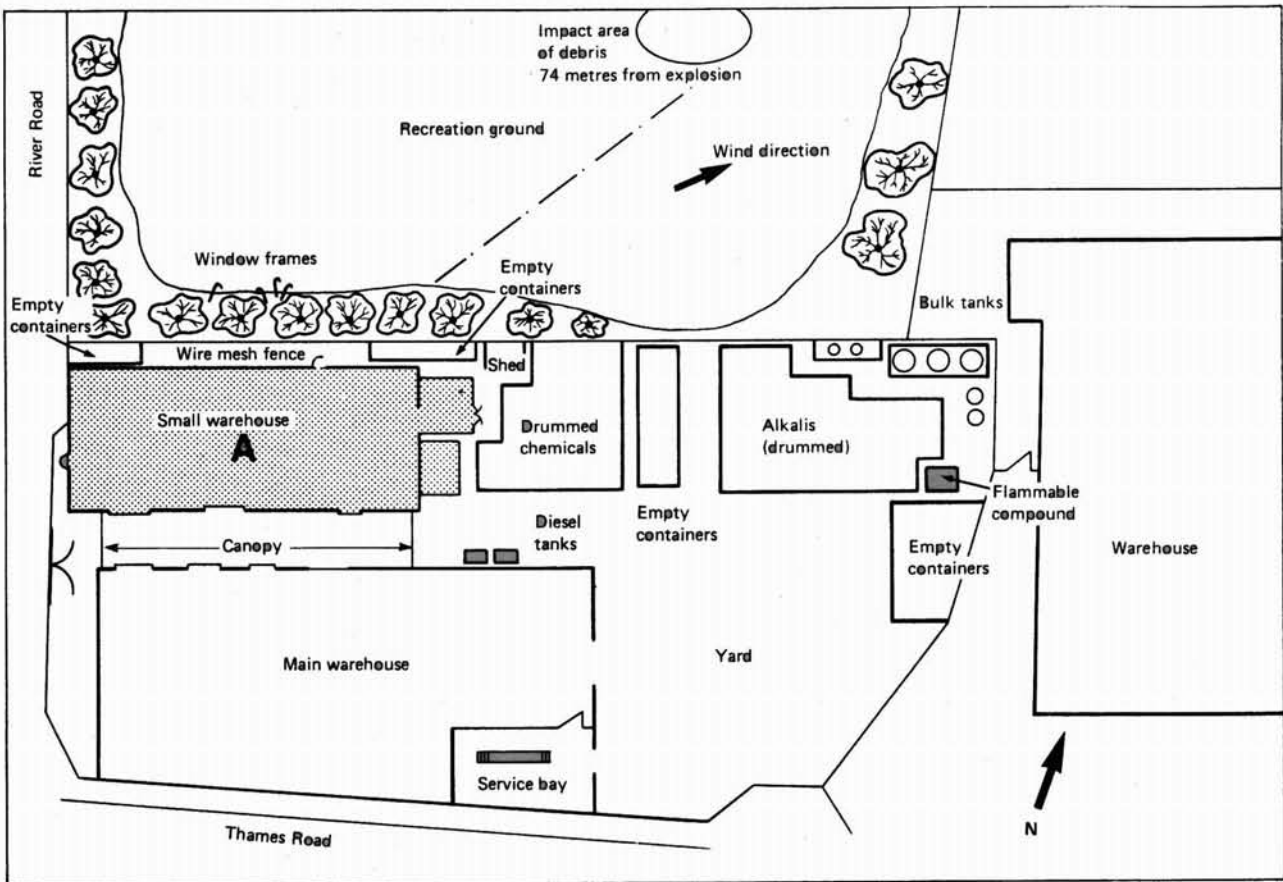 Impact area
of debris
74 metres from explosion
River Road
Recreation ground
Wind direction
Window frames
Empty
containers
Empty
containers
Bulk tanks
Wire mesh fence
Shed
Small warehouse
A
Drummed
chemicals
Alkalis
(drummed)
Flammable
compound
Diesel
tanks
Empty
containers
Canopy
Empty
containers
Warehouse
Main warehouse
Yard
Service bay
N
Thames Road